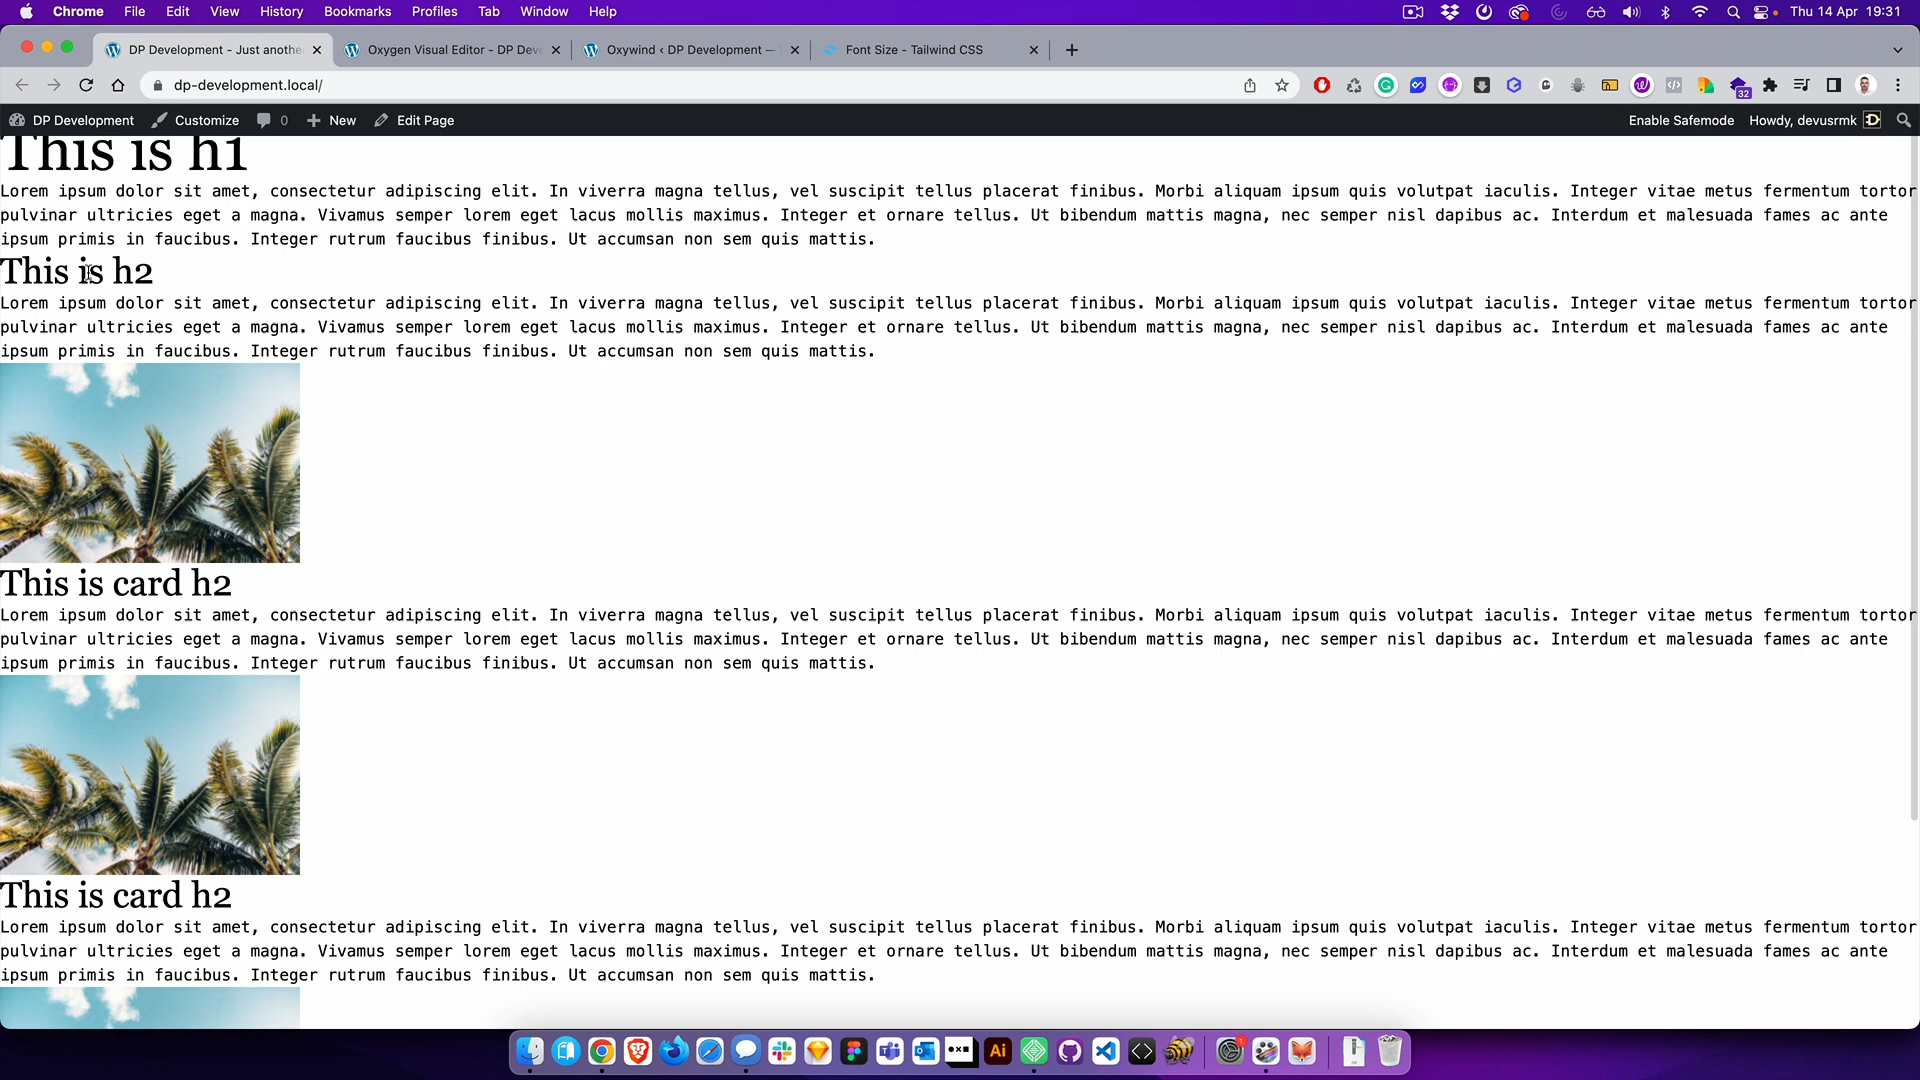 Chrome File Edit View History Bookmarks Profiles Tab Window Help Thu 14 Apr 19:31
DP Development - Just anothe Oxygen Visual Editor - DP Dev Oxywind ‹ DP Development — Font Size - Tailwind CSS
dp-development.local/ 32
DP Development Customize 0 New Edit Page Enable Safemode Howdy, devusrmk
This is h1
Lorem ipsum dolor sit amet, consectetur adipiscing elit. In viverra magna tellus, vel suscipit tellus placerat finibus. Morbi aliquam ipsum quis volutpat iaculis. Integer vitae metus fermentum tortor
pulvinar ultricies eget a magna. Vivamus semper lorem eget lacus mollis maximus. Integer et ornare tellus. Ut bibendum mattis magna, nec semper nisl dapibus ac. Interdum et malesuada fames ac ante
ipsum primis in faucibus. Integer rutrum faucibus finibus. Ut accumsan non sem quis mattis.
This is h2
Lorem ipsum dolor sit amet, consectetur adipiscing elit. In viverra magna tellus, vel suscipit tellus placerat finibus. Morbi aliquam ipsum quis volutpat iaculis. Integer vitae metus fermentum tortor
pulvinar ultricies eget a magna. Vivamus semper lorem eget lacus mollis maximus. Integer et ornare tellus. Ut bibendum mattis magna, nec semper nisl dapibus ac. Interdum et malesuada fames ac ante
ipsum primis in faucibus. Integer rutrum faucibus finibus. Ut accumsan non sem quis mattis.
This is card h2
Lorem ipsum dolor sit amet, consectetur adipiscing elit. In viverra magna tellus, vel suscipit tellus placerat finibus. Morbi aliquam ipsum quis volutpat iaculis. Integer vitae metus fermentum tortor
pulvinar ultricies eget a magna. Vivamus semper lorem eget lacus mollis maximus. Integer et ornare tellus. Ut bibendum mattis magna, nec semper nisl dapibus ac. Interdum et malesuada fames ac ante
ipsum primis in faucibus. Integer rutrum faucibus finibus. Ut accumsan non sem quis mattis.
This is card h2
Lorem ipsum dolor sit amet, consectetur adipiscing elit. In viverra magna tellus, vel suscipit tellus placerat finibus. Morbi aliquam ipsum quis volutpat iaculis. Integer vitae metus fermentum tortor
pulvinar ultricies eget a magna. Vivamus semper lorem eget lacus mollis maximus. Integer et ornare tellus. Ut bibendum mattis magna, nec semper nisl dapibus ac. Interdum et malesuada fames ac ante
ipsum primis in faucibus. Integer rutrum faucibus finibus. Ut accumsan non sem quis mattis.
Ai 1